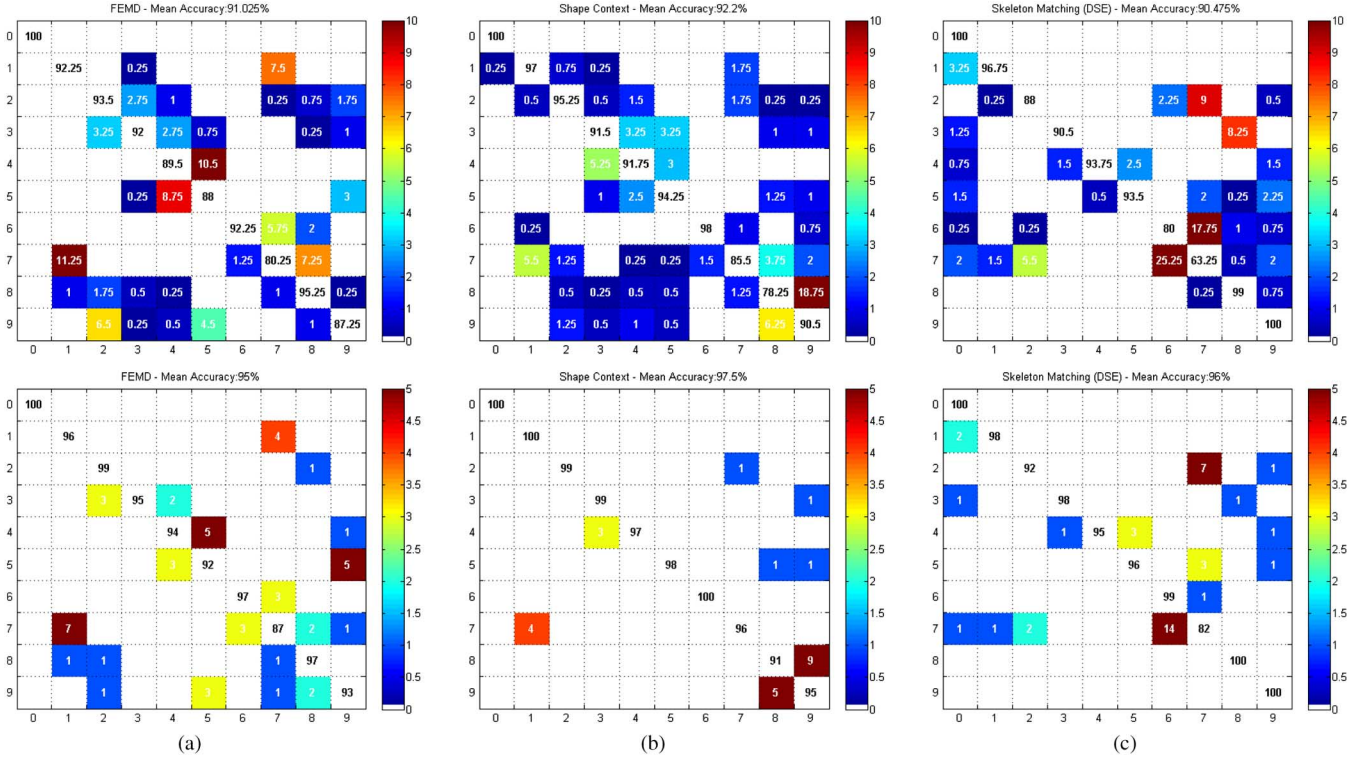 FEMD - Mean Accuracy:91.025%
0 100
1 92.25 0.25 7.5
2 93.5 2.75 1 0.25 0.75 1.75
3 3.25 92 2.75 0.75 0.25 1
4 89.5 10.5
5 0.25 8.75 88 3
6 92.25 5.75 2
7 11.25 1.25 80.25 7.25
8 1 1.75 0.5 0.25 1 95.25 0.25
9 6.5 0.25 0.5 4.5 1 87.25
0 1 2 3 4 5 6 7 8 9
10
9
8
7
6
5
4
3
2
1
0
Shape Context - Mean Accuracy:92.2%
0 100
1 0.25 97 0.75 0.25 1.75
2 0.5 95.25 0.5 1.5 1.75 0.25 0.25
3 91.5 3.25 3.25 1 1
4 5.25 91.75 3
5 1 2.5 94.25 1.25 1
6 0.25 98 1 0.75
7 5.5 1.25 0.25 0.25 1.5 85.5 3.75 2
8 0.5 0.25 0.5 0.5 1.25 78.25 18.75
9 1.25 0.5 1 0.5 6.25 90.5
0 1 2 3 4 5 6 7 8 9
10
9
8
7
6
5
4
3
2
1
0
Skeleton Matching (DSE) - Mean Accuracy:90.475%
0 100
1 3.25 96.75
2 0.25 88 2.25 9 0.5
3 1.25 90.5 8.25
4 0.75 1.5 93.75 2.5 1.5
5 1.5 0.5 93.5 2 0.25 2.25
6 0.25 0.25 80 17.75 1 0.75
7 2 1.5 5.5 25.25 63.25 0.5 2
8 0.25 99 0.75
9 100
0 1 2 3 4 5 6 7 8 9
10
9
8
7
6
5
4
3
2
1
0
FEMD - Mean Accuracy:95%
0 100
1 96 4
2 99 1
3 3 95 2
4 94 5 1
5 3 92 5
6 97 3
7 7 3 87 2 1
8 1 1 1 97
9 1 3 1 2 93
0 1 2 3 4 5 6 7 8 9
5
4.5
4
3.5
3
2.5
2
1.5
1
0.5
0
Shape Context - Mean Accuracy:97.5%
0 100
1 100
2 99 1
3 99 1
4 3 97
5 98 1 1
6 100
7 4 96
8 91 9
9 5 95
0 1 2 3 4 5 6 7 8 9
5
4.5
4
3.5
3
2.5
2
1.5
1
0.5
0
Skeleton Matching (DSE) - Mean Accuracy:96%
0 100
1 2 98
2 92 7 1
3 1 98 1
4 1 95 3 1
5 96 3 1
6 99 1
7 1 1 2 14 82
8 100
9 100
0 1 2 3 4 5 6 7 8 9
5
4.5
4
3.5
3
2.5
2
1.5
1
0.5
0
(a)
(b)
(c)